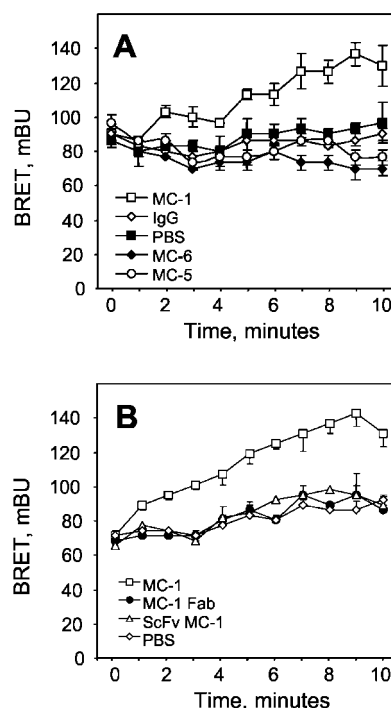 A
BRET, mBU
140
120
100
80
60
40
20
0
MC-1
IgG
PBS
MC-6
MC-5
0 2 4 6 8 10
Time, minutes
B
BRET, mBU
140
120
100
80
60
40
20
0
MC-1
MC-1 Fab
ScFv MC-1
PBS
0 2 4 6 8 10
Time, minutes